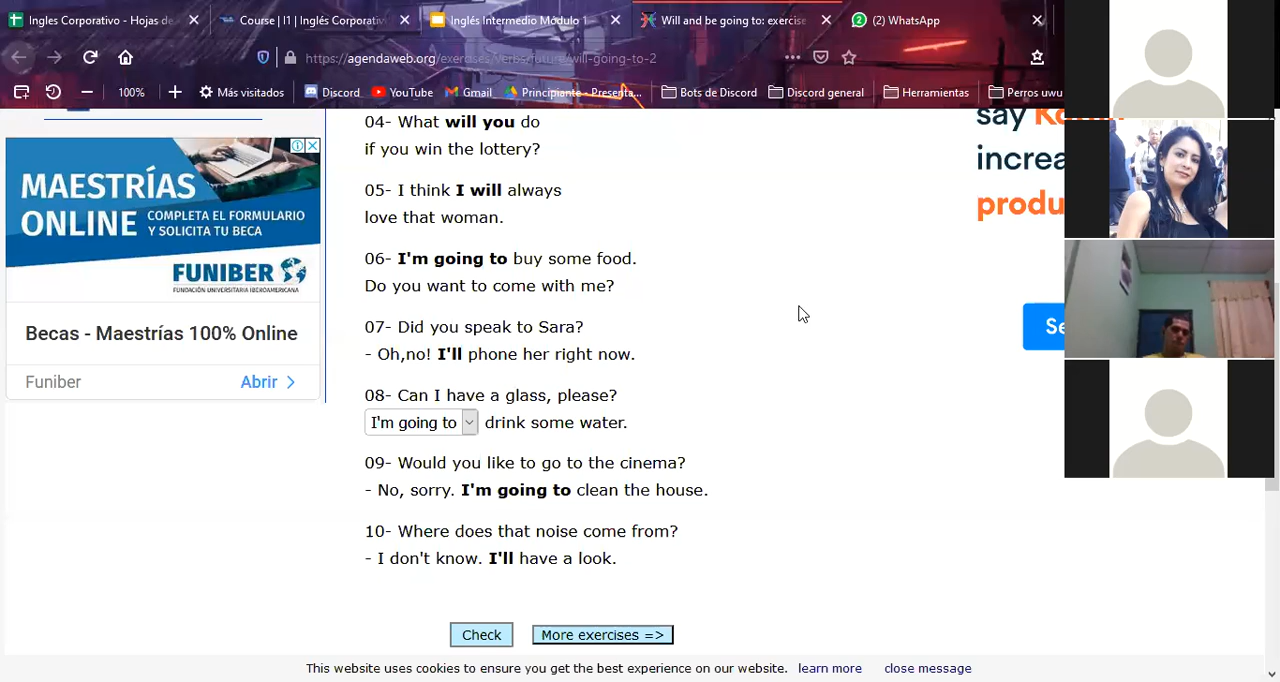 Ingles Corporativo - Hojas de
Course | I1 | Inglés Corporativ
Inglés Intermedio Módulo 1
Will and be going to: exercise
(2) WhatsApp
https://agendaweb.org/exercises/verbs/future/will-going-to-2
100%
Más visitados
Discord
YouTube
Gmail
Principiante - Presenta...
Bots de Discord
Discord general
Herramientas
Perros uwu
04- What will you do
if you win the lottery?
05- I think I will always
love that woman.
06- I'm going to buy some food.
Do you want to come with me?
07- Did you speak to Sara?
- Oh,no! I'll phone her right now.
08- Can I have a glass, please?
I'm going to drink some water.
09- Would you like to go to the cinema?
- No, sorry. I'm going to clean the house.
10- Where does that noise come from?
- I don't know. I'll have a look.
Check
More exercises =>
MAESTRÍAS
ONLINE
COMPLETA EL FORMULARIO
Y SOLICITA TU BECA
FUNIBER
FUNDACIÓN UNIVERSITARIA IBEROAMERICANA
Becas - Maestrías 100% Online
Funiber
Abrir
say
increa
produ
Se
This website uses cookies to ensure you get the best experience on our website. learn more close message